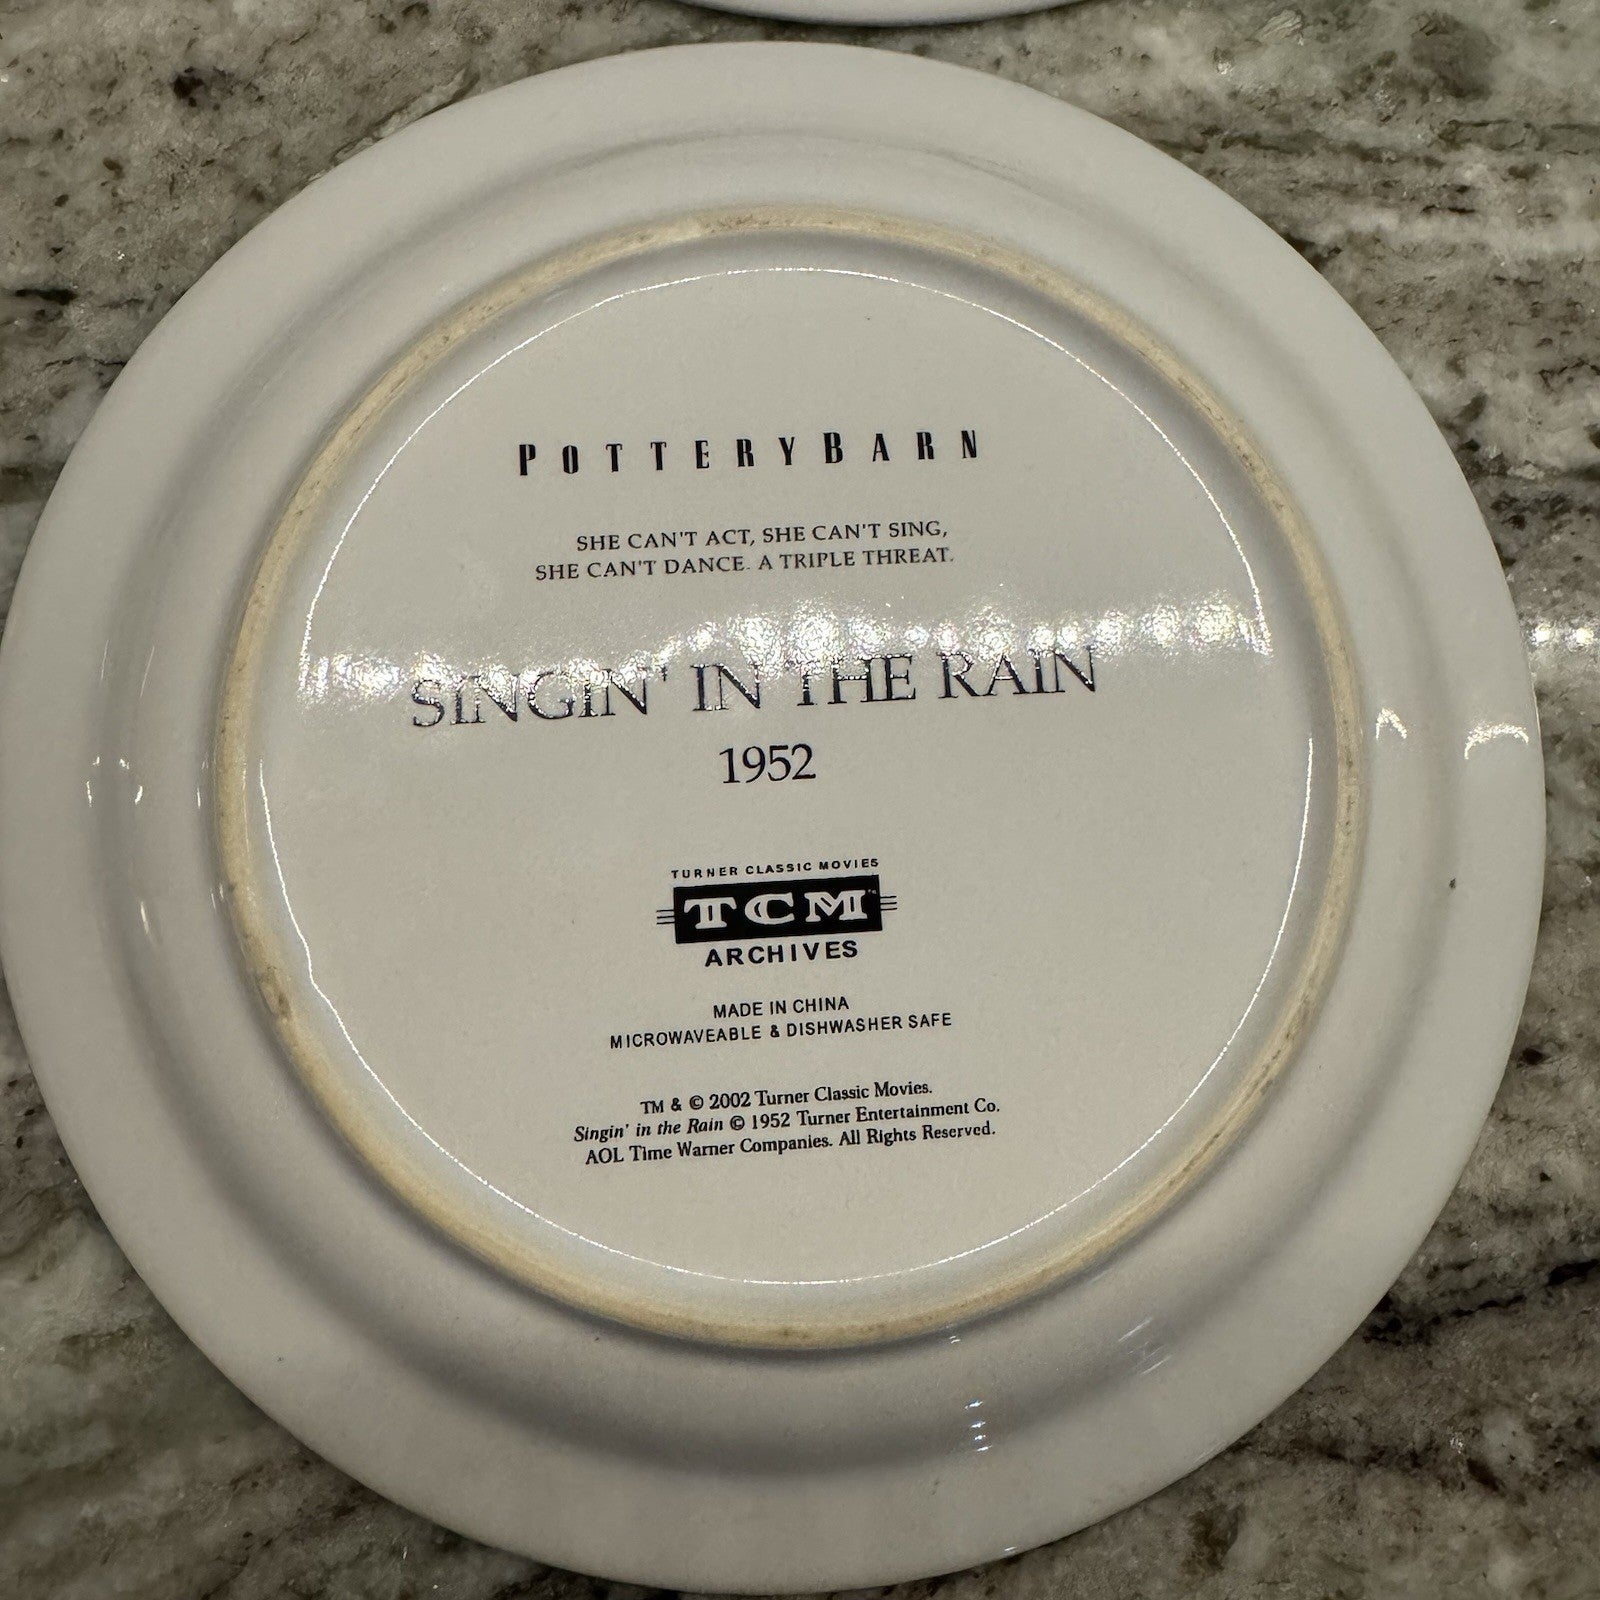 POTTERYBARN
SHE CAN'T ACT, SHE CAN'T SING,
SHE CAN'T DANCE. A TRIPLE THREAT.
SINGIN' IN THE RAIN
1952
TURNER CLASSIC MOVIES
TCM™
ARCHIVES
MADE IN CHINA
MICROWAVEABLE & DISHWASHER SAFE
TM & © 2002 Turner Classic Movies.
Singin' in the Rain © 1952 Turner Entertainment Co.
AOL Time Warner Companies. All Rights Reserved.